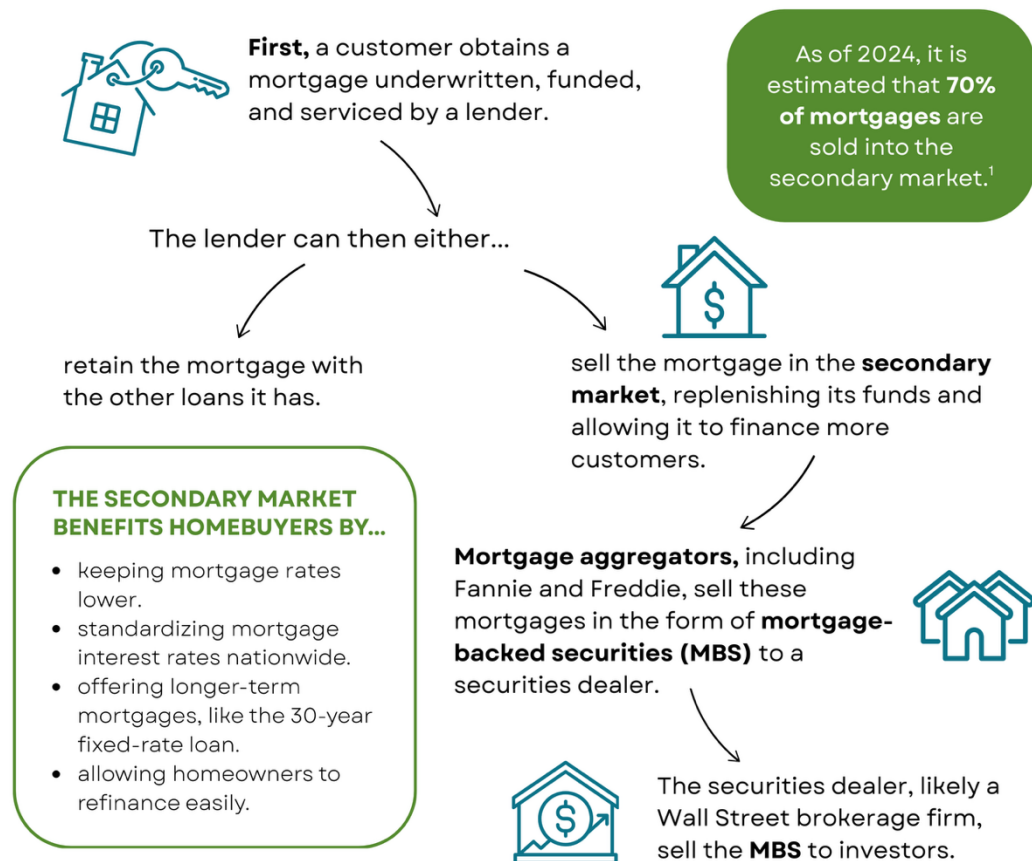 First, a customer obtains a
mortgage underwritten, funded,
and serviced by a lender.
As of 2024, it is
estimated that 70%
of mortgages are
sold into the
secondary market.¹
The lender can then either...
retain the mortgage with
the other loans it has.
sell the mortgage in the secondary
market, replenishing its funds and
allowing it to finance more
customers.
THE SECONDARY MARKET
BENEFITS HOMEBUYERS BY...
• keeping mortgage rates
lower.
• standardizing mortgage
interest rates nationwide.
• offering longer-term
mortgages, like the 30-year
fixed-rate loan.
• allowing homeowners to
refinance easily.
Mortgage aggregators, including
Fannie and Freddie, sell these
mortgages in the form of mortgage-
backed securities (MBS) to a
securities dealer.
The securities dealer, likely a
Wall Street brokerage firm,
sell the MBS to investors.
$
$